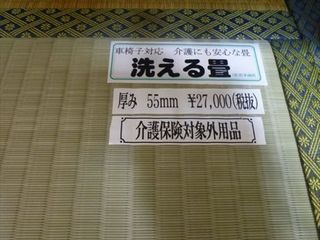 車椅子対応 介護にも安心な畳
洗える畳
厚み 55mm ¥27,000(税抜)
介護保険対象外用品